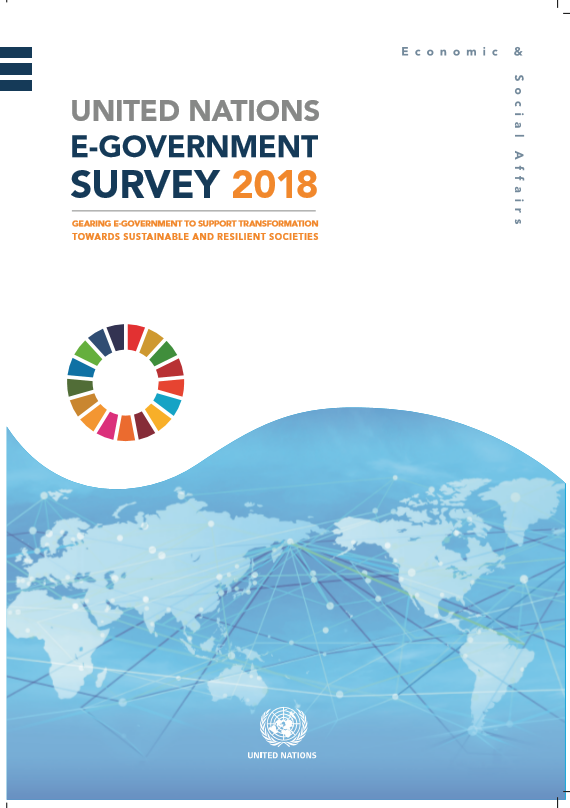 Economic &
Social Affairs
UNITED NATIONS
E-GOVERNMENT
SURVEY 2018
GEARING E-GOVERNMENT TO SUPPORT TRANSFORMATION
TOWARDS SUSTAINABLE AND RESILIENT SOCIETIES
UNITED NATIONS